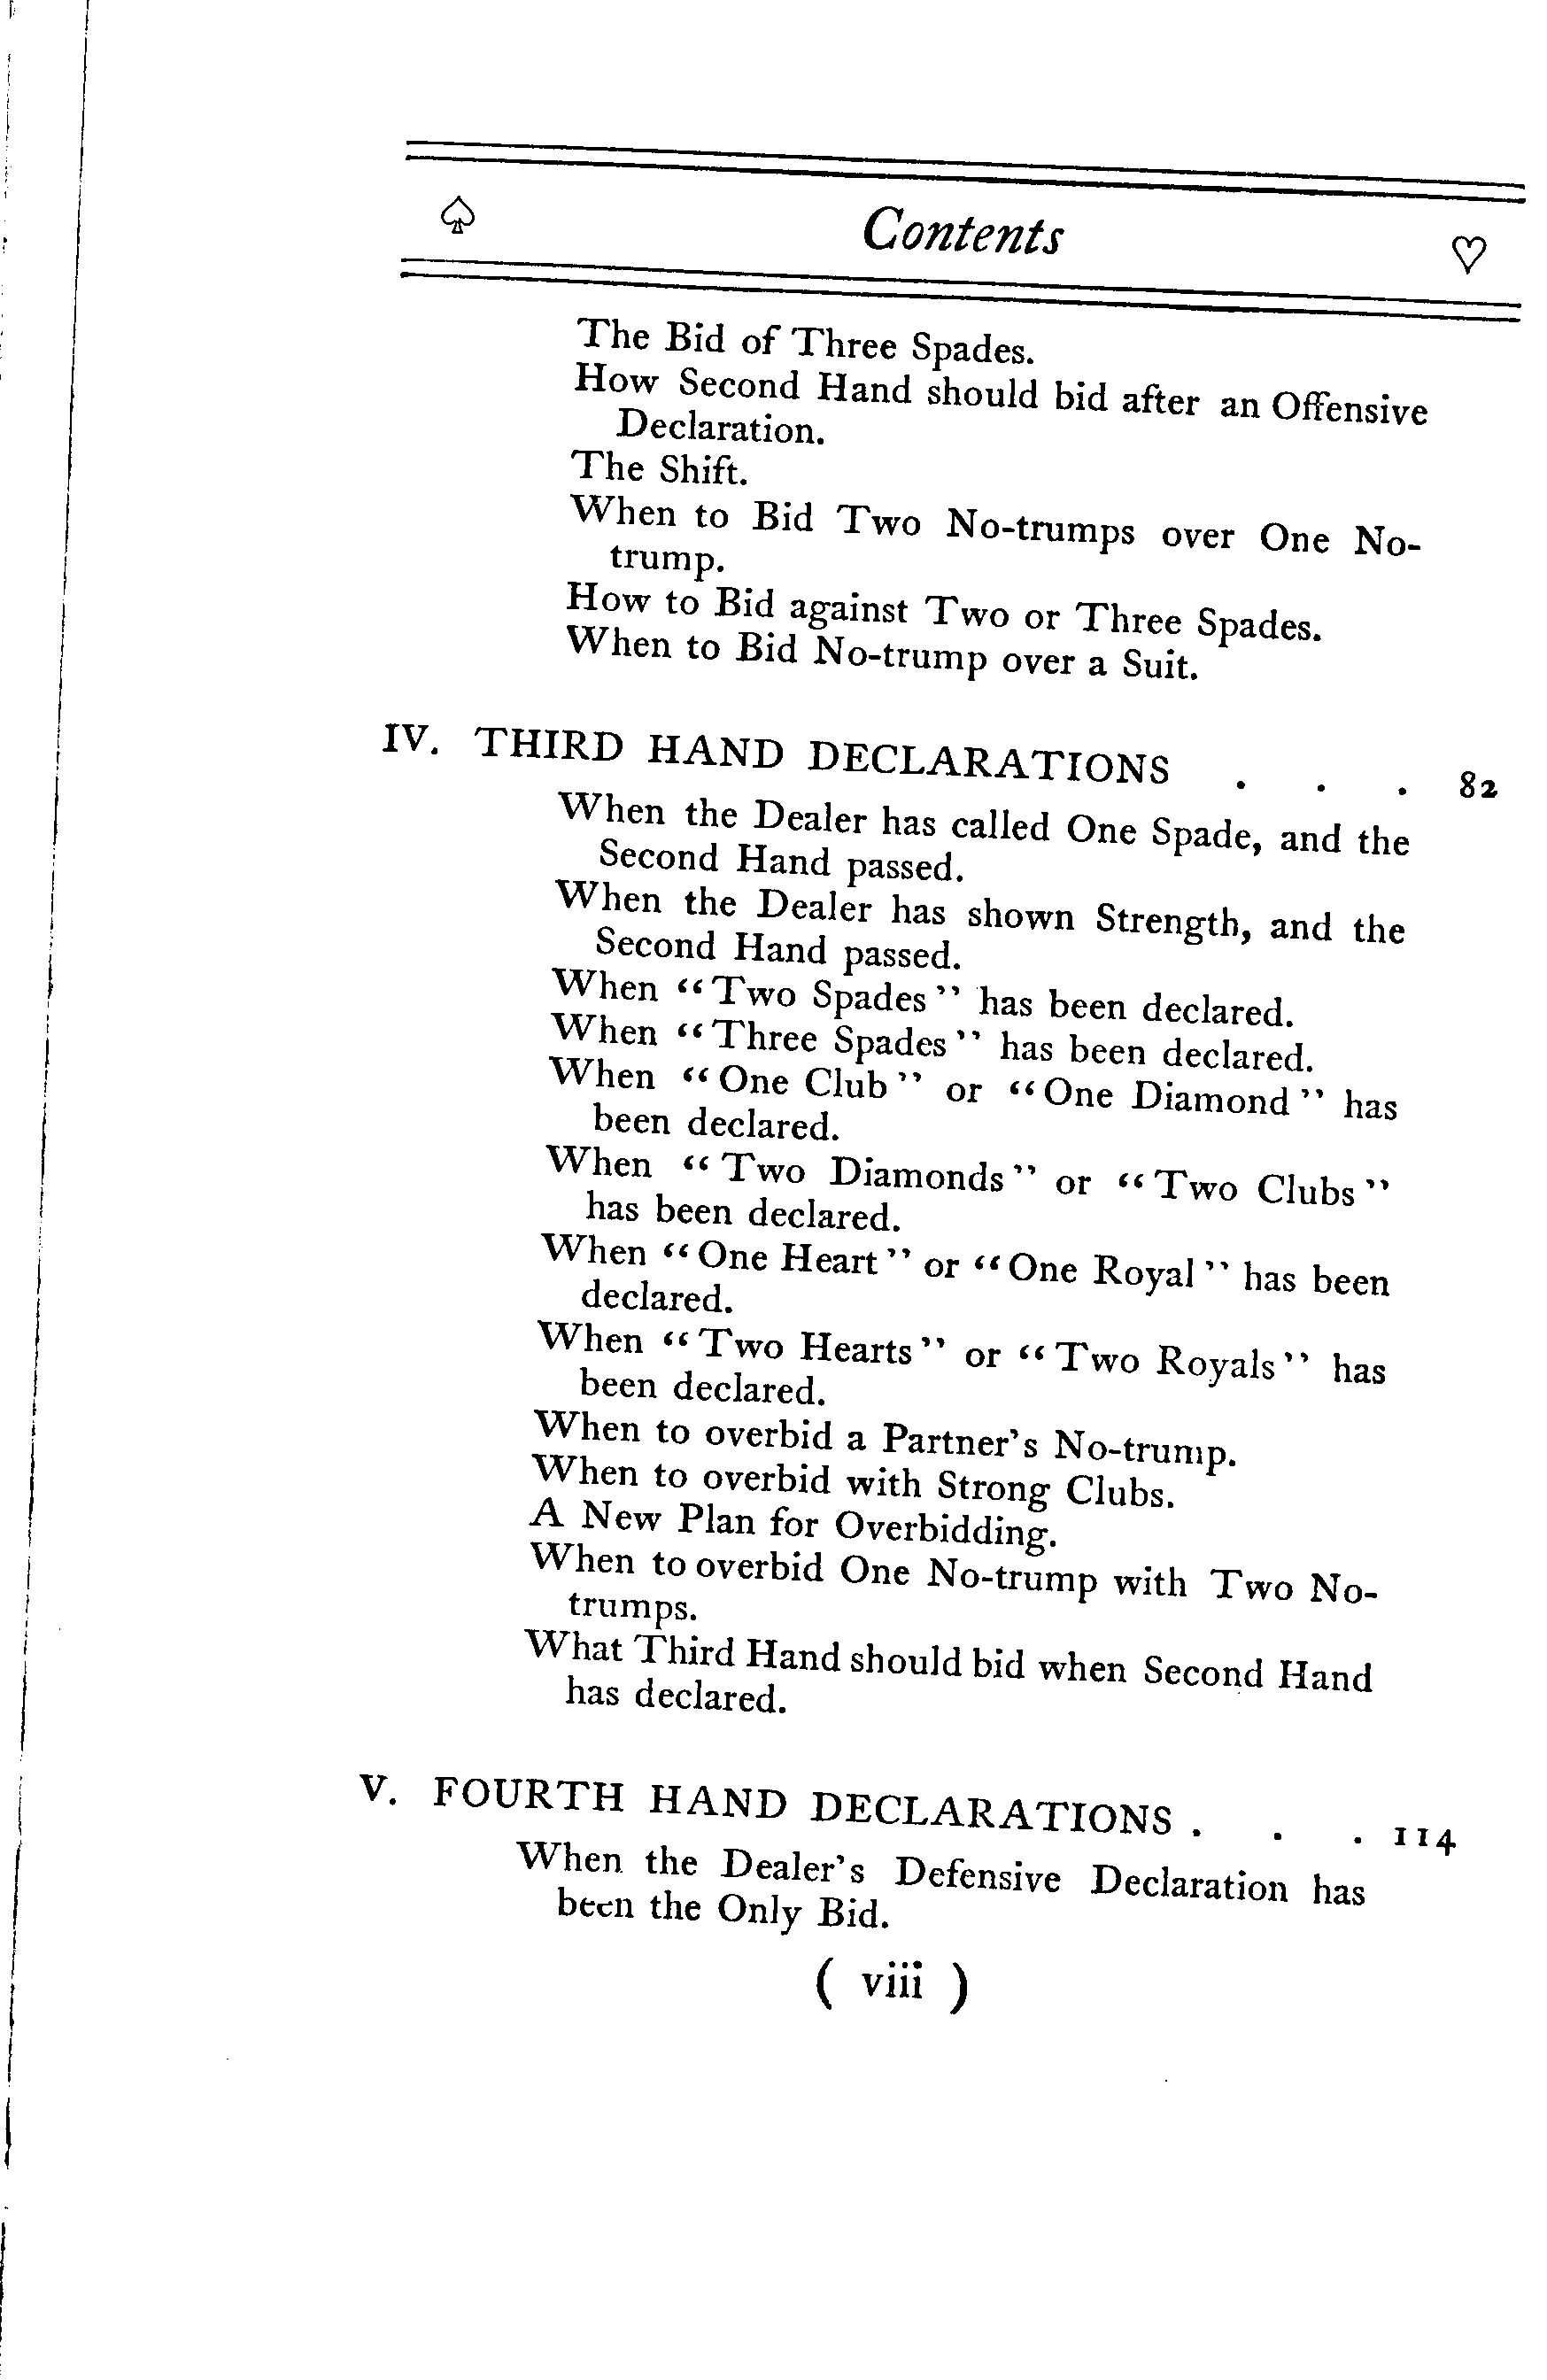 ♤ Contents ♡
The Bid of Three Spades.
How Second Hand should bid after an Offensive
Declaration.
The Shift.
When to Bid Two No-trumps over One No-
trump.
How to Bid against Two or Three Spades.
When to Bid No-trump over a Suit.
IV. THIRD HAND DECLARATIONS . . . 82
When the Dealer has called One Spade, and the
Second Hand passed.
When the Dealer has shown Strength, and the
Second Hand passed.
When “Two Spades” has been declared.
When “Three Spades” has been declared.
When “One Club” or “One Diamond” has
been declared.
When “Two Diamonds” or “Two Clubs”
has been declared.
When “One Heart” or “One Royal” has been
declared.
When “Two Hearts” or “Two Royals” has
been declared.
When to overbid a Partner’s No-trump.
When to overbid with Strong Clubs.
A New Plan for Overbidding.
When to overbid One No-trump with Two No-
trumps.
What Third Hand should bid when Second Hand
has declared.
V. FOURTH HAND DECLARATIONS . . . 114
When the Dealer’s Defensive Declaration has
been the Only Bid.
( viii )